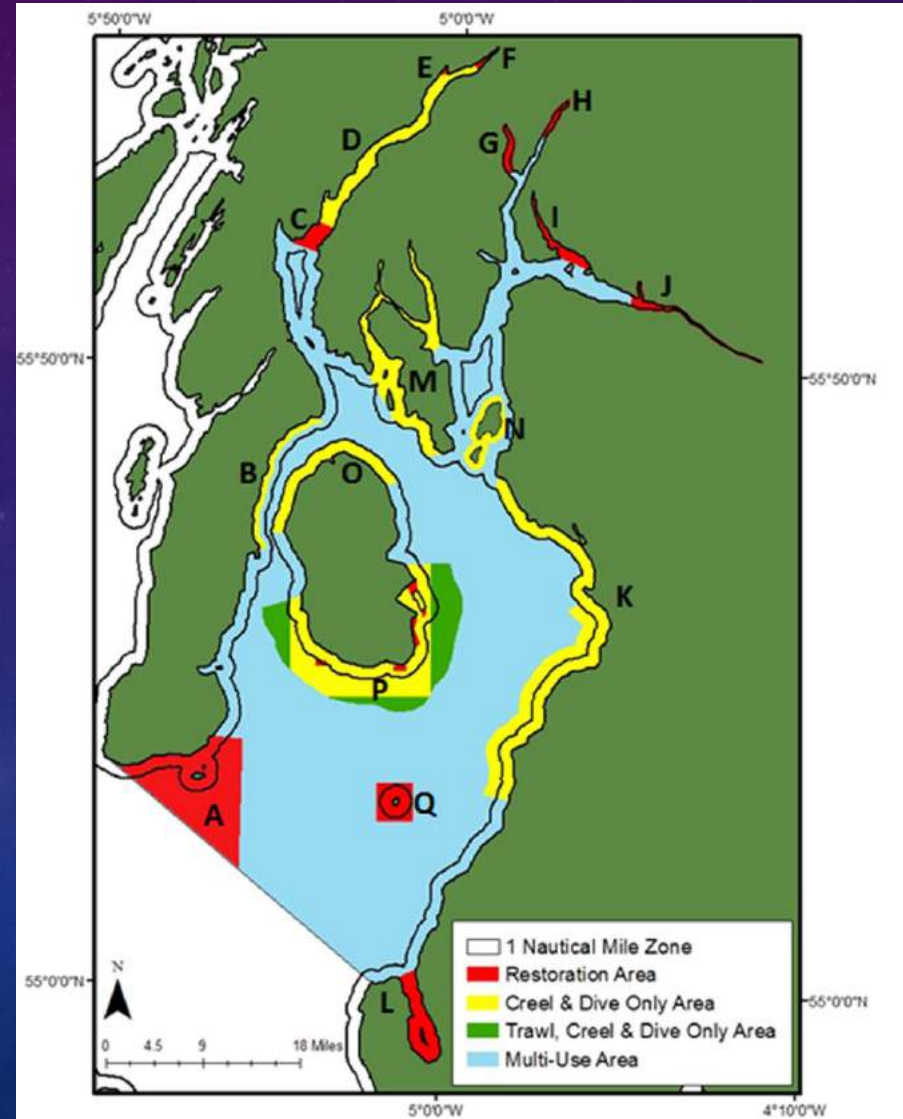 5°50'0"W 5°0'0"W
F
E
H
D
G
C
I
J
55°50'0"N 55°50'0"N
M
N
B O
K
P
A Q
1 Nautical Mile Zone
Restoration Area
Creel & Dive Only Area
Trawl, Creel & Dive Only Area
Multi-Use Area
N
55°0'0"N L 55°0'0"N
0 4.5 9 18 Miles
5°0'0"W 4°10'0"W